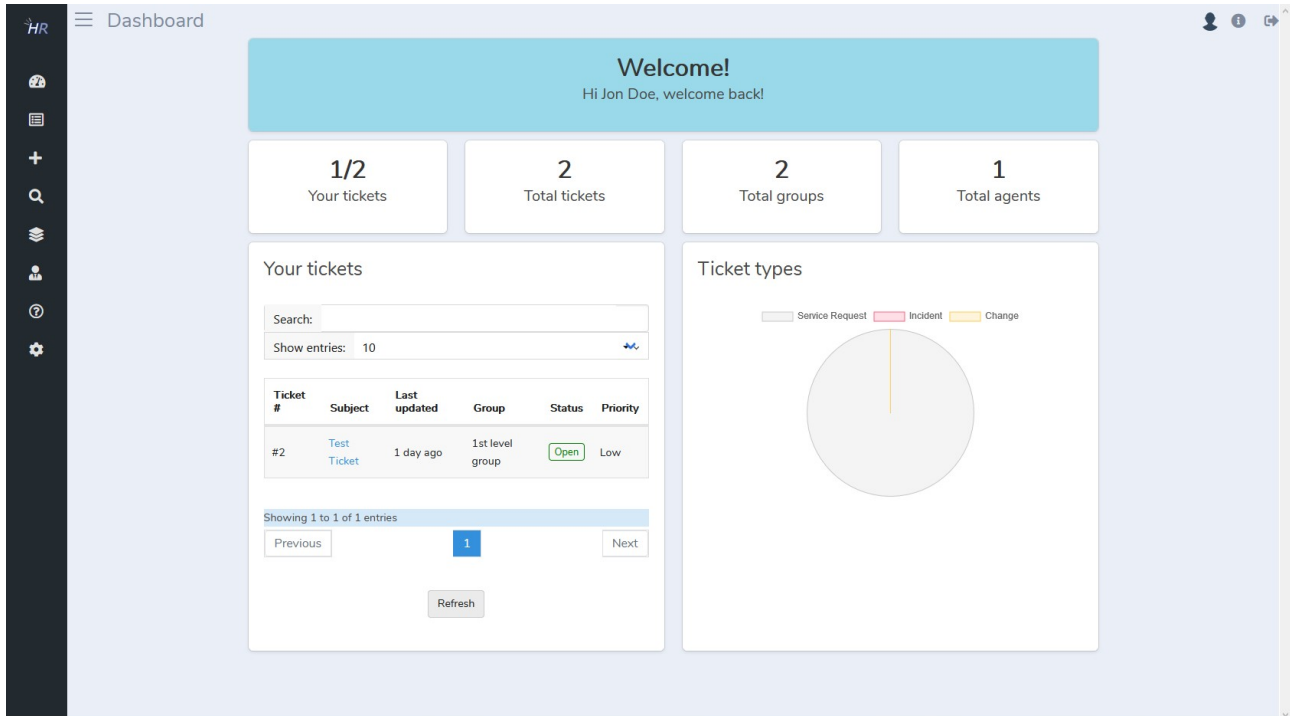 HR
Dashboard
Welcome!
Hi Jon Doe, welcome back!
1/2
Your tickets
2
Total tickets
2
Total groups
1
Total agents
Your tickets
Search:
Show entries: 10
Ticket # Subject Last updated Group Status Priority
#2 Test Ticket 1 day ago 1st level group Open Low
Showing 1 to 1 of 1 entries
Previous 1 Next
Refresh
Ticket types
Service Request Incident Change